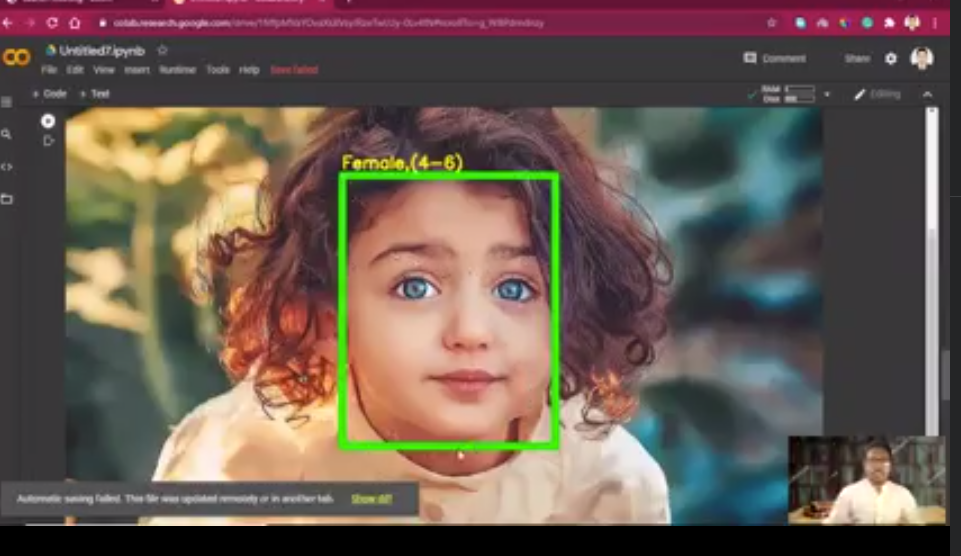 colab.research.google.com/drive/
Untitled7.ipynb
File Edit View Insert Runtime Tools Help Save failed
Comment Share
+ Code + Text
RAM
Disk
Editing
Female,(4-6)
Automatic saving failed. This file was updated remotely or in another tab. Show diff